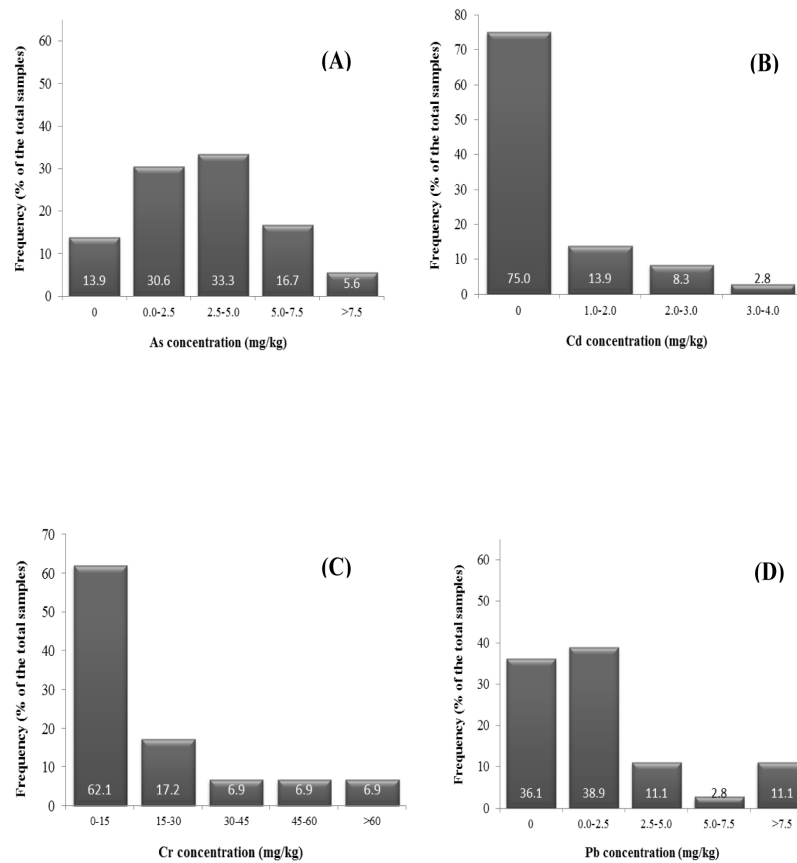 (A)
Frequency (% of the total samples)
60
50
40
30
20
10
0
13.9 30.6 33.3 16.7 5.6
0 0.0-2.5 2.5-5.0 5.0-7.5 >7.5
As concentration (mg/kg)
(B)
Frequency (% of the total samples)
80
70
60
50
40
30
20
10
0
75.0 13.9 8.3 2.8
0 1.0-2.0 2.0-3.0 3.0-4.0
Cd concentration (mg/kg)
(C)
Frequency (% of the total samples)
70
60
50
40
30
20
10
0
62.1 17.2 6.9 6.9 6.9
0-15 15-30 30-45 45-60 >60
Cr concentration (mg/kg)
(D)
Frequency (% of the total samples)
60
50
40
30
20
10
0
36.1 38.9 11.1 2.8 11.1
0 0.0-2.5 2.5-5.0 5.0-7.5 >7.5
Pb concentration (mg/kg)